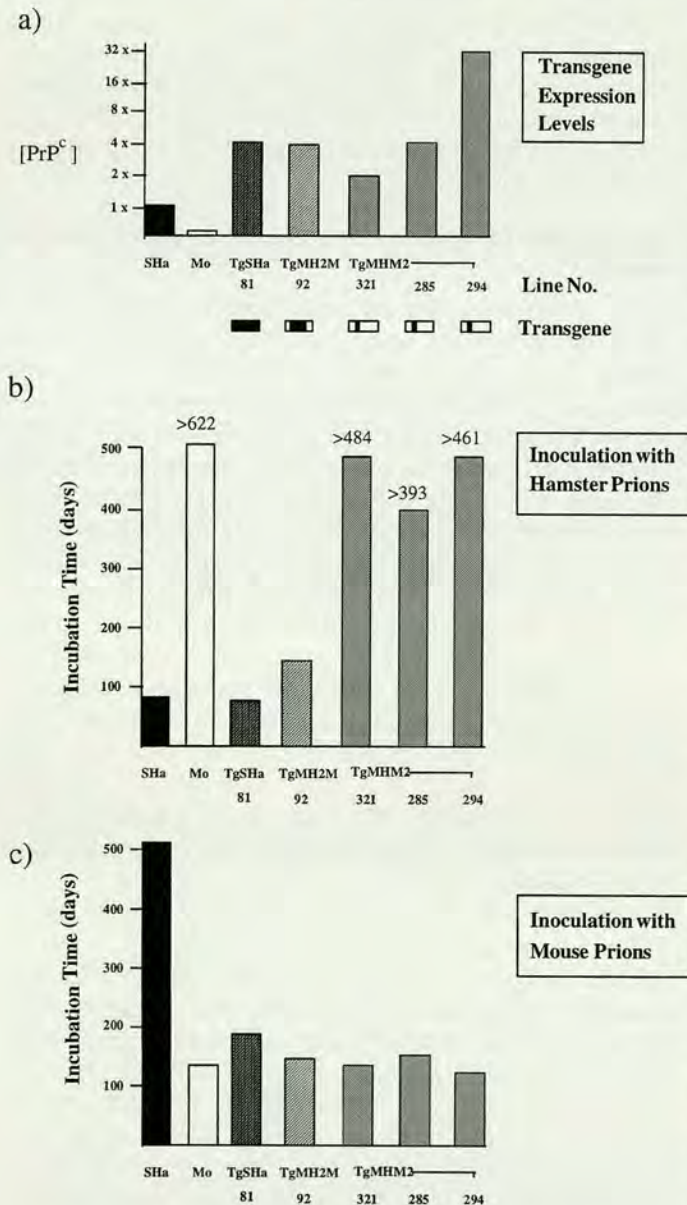 a)
32 x
16 x
8 x
4 x
2 x
1 x
[PrP^c]
Transgene
Expression
Levels
SHa Mo TgSHa TgMH2M TgMHM2
81 92 321 285 294 Line No.
Transgene
b)
>622
>484
>393
>461
500
400
300
200
100
Incubation Time (days)
Inoculation with
Hamster Prions
SHa Mo TgSHa TgMH2M TgMHM2
81 92 321 285 294
c)
500
400
300
200
100
Incubation Time (days)
Inoculation with
Mouse Prions
SHa Mo TgSHa TgMH2M TgMHM2
81 92 321 285 294